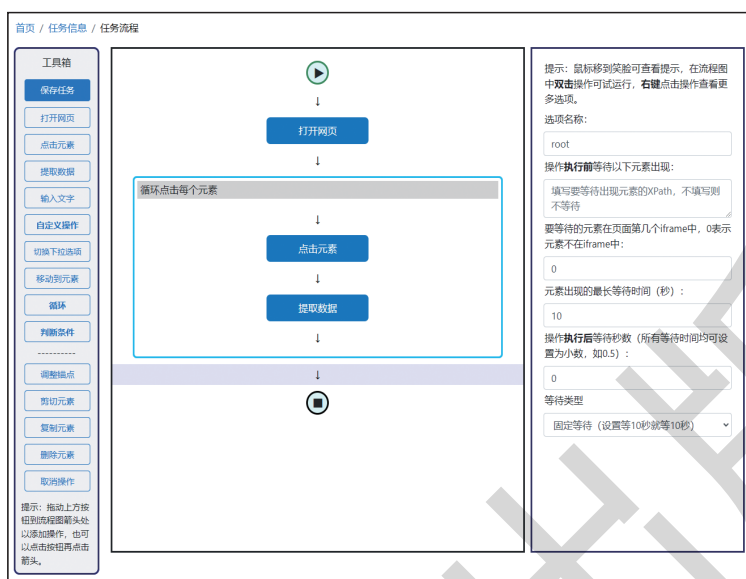 首页 / 任务信息 / 任务流程
工具箱
保存任务
打开网页
点击元素
提取数据
输入文字
自定义操作
切换下拉选项
移动到元素
循环
判断条件
----------
调整锚点
剪切元素
复制元素
删除元素
取消操作
提示：拖动上方按
钮到流程图箭头处
以添加操作，也可
以点击按钮再点击
箭头。
↓
打开网页
↓
循环点击每个元素
↓
点击元素
↓
提取数据
↓
↓
提示：鼠标移到笑脸可查看提示，在流程图
中双击操作可试运行，右键点击操作查看更
多选项。
选项名称：
root
操作执行前等待以下元素出现：
填写要等待出现元素的XPath，不填写则
不等待
要等待的元素在页面第几个iframe中，0表示
元素不在iframe中：
0
元素出现的最长等待时间（秒）：
10
操作执行后等待秒数（所有等待时间均可设
置为小数，如0.5）：
0
等待类型
固定等待（设置等10秒就等10秒）